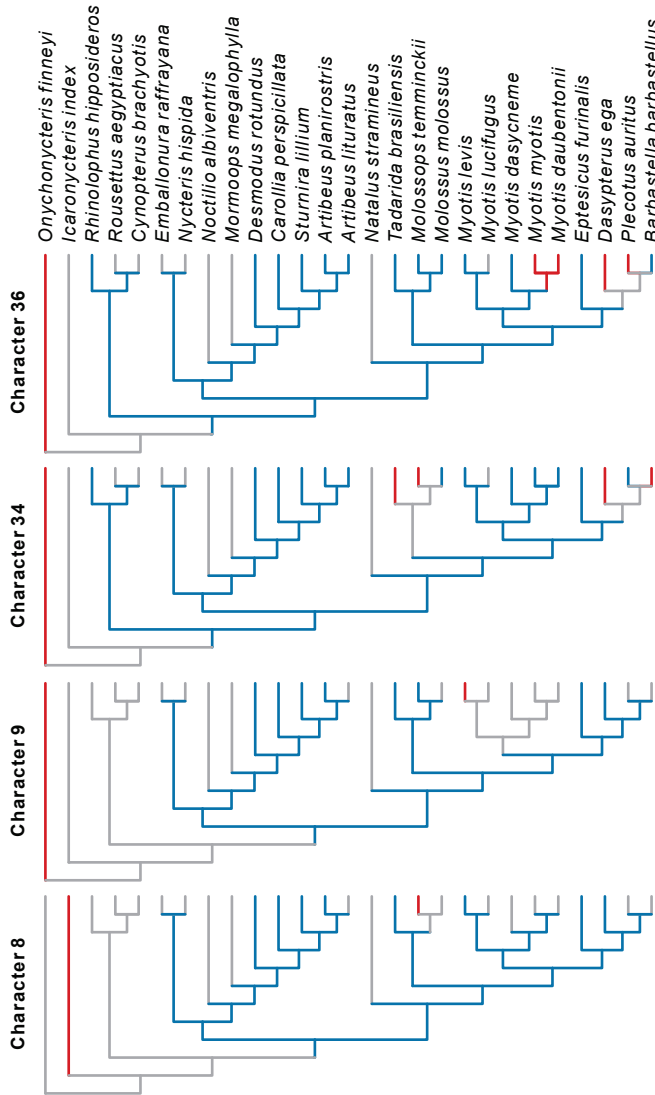 Onychonycteris finneyi
Icaronycteris index
Rhinolophus hipposideros
Rousettus aegyptiacus
Cynopterus brachyotis
Emballonura raffrayana
Nycteris hispida
Noctilio albiventris
Mormoops megalophylla
Desmodus rotundus
Carollia perspicillata
Sturnira lillium
Artibeus planirostris
Artibeus lituratus
Natalus stramineus
Tadarida brasiliensis
Molossops temminckii
Molossus molossus
Myotis levis
Myotis lucifugus
Myotis dasycneme
Myotis myotis
Myotis daubentonii
Eptesicus furinalis
Dasypterus ega
Plecotus auritus
Barbastella barbastellus
Character 36
Character 34
Character 9
Character 8